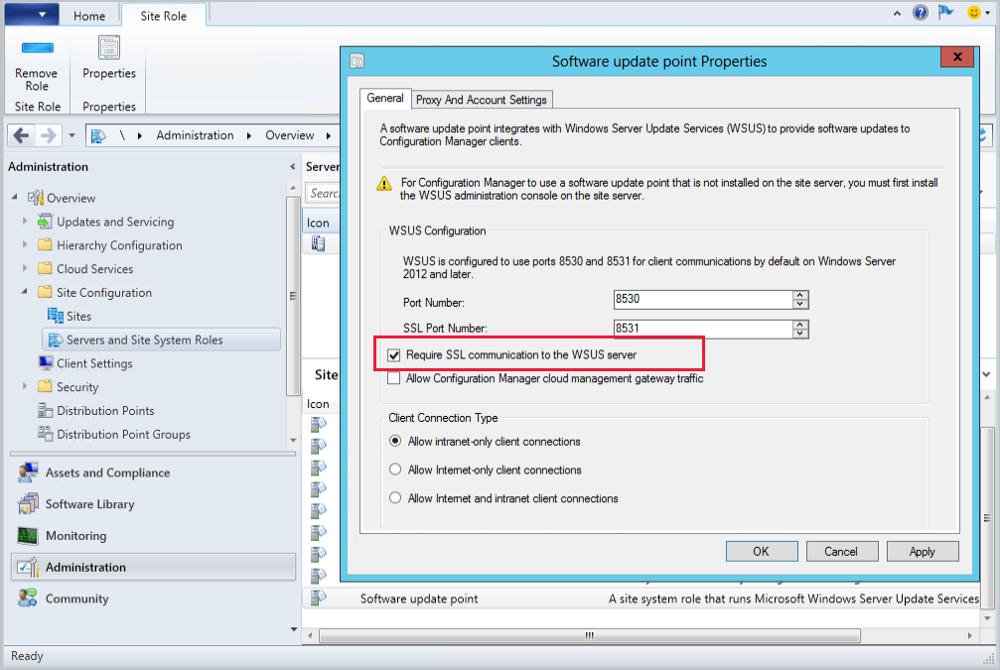 Home
Site Role
Remove
Role
Properties
Site Role
Properties
\
Administration
Overview
Administration
Overview
Updates and Servicing
Hierarchy Configuration
Cloud Services
Site Configuration
Sites
Servers and Site System Roles
Client Settings
Security
Distribution Points
Distribution Point Groups
Assets and Compliance
Software Library
Monitoring
Administration
Community
Ready
Server
Searc
Icon
Site
Icon
Software update point
A site system role that runs Microsoft Windows Server Update Services
Software update point Properties
General
Proxy And Account Settings
A software update point integrates with Windows Server Update Services (WSUS) to provide software updates to
Configuration Manager clients.
For Configuration Manager to use a software update point that is not installed on the site server, you must first install
the WSUS administration console on the site server.
WSUS Configuration
WSUS is configured to use ports 8530 and 8531 for client communications by default on Windows Server
2012 and later.
Port Number:
8530
SSL Port Number:
8531
Require SSL communication to the WSUS server
Allow Configuration Manager cloud management gateway traffic
Client Connection Type
Allow intranet-only client connections
Allow Internet-only client connections
Allow Internet and intranet client connections
OK
Cancel
Apply